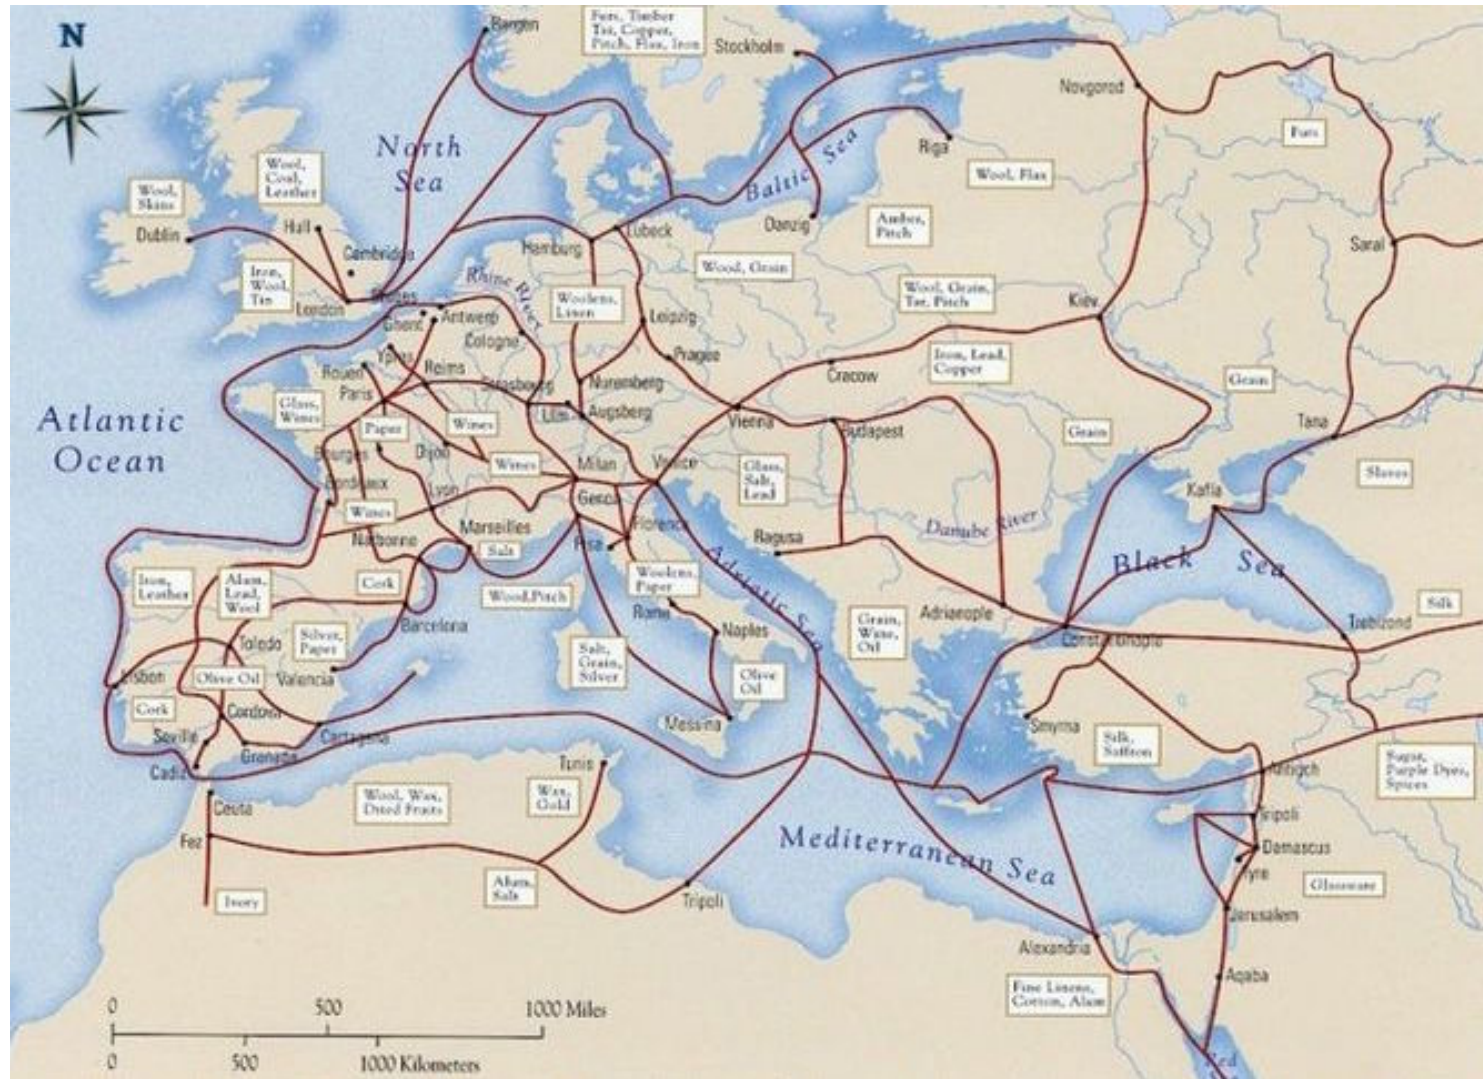 N
Bergen
Furs, Timber
Tar, Copper,
Pitch, Flax, Iron
Stockholm
Novgorod
Furs
North
Sea
Wool,
Coal,
Leather
Wool,
Skins
Dublin
Hull
Cambridge
Iron,
Wool,
Tin
London
Bruges
Ghent
Antwerp
Rhine River
Cologne
Hamburg
Lübeck
Baltic Sea
Riga
Wool, Flax
Danzig
Amber,
Pitch
Wood, Grain
Wool, Grain,
Tar, Pitch
Kiev
Sarai
Woolens,
Linen
Leipzig
Prague
Cracow
Iron, Lead,
Copper
Grain
Tana
Slaves
Ypres
Rouen
Paris
Reims
Strasbourg
Nuremberg
Ulm
Augsberg
Vienna
Budapest
Grain
Atlantic
Ocean
Glass,
Wines
Paper
Wines
Bourges
Dijon
Wines
Milan
Venice
Glass,
Salt,
Lead
Kaffa
Bordeaux
Wines
Lyon
Genoa
Florence
Danube River
Narbonne
Marseilles
Salt
Pisa
Ragusa
Black Sea
Iron,
Leather
Alum,
Lead,
Wool
Cork
Wood, Pitch
Woolens,
Paper
Adriatic Sea
Rome
Naples
Grain,
Wine,
Oil
Adrianople
Constantinople
Trebizond
Silk
Barcelona
Silver,
Paper
Toledo
Lisbon
Olive Oil
Valencia
Salt,
Grain,
Silver
Olive
Oil
Cork
Cordova
Seville
Cadiz
Grenada
Cartagena
Messina
Smyrna
Silk,
Saffron
Antioch
Sugar,
Purple Dyes,
Spices
Tunis
Wax,
Gold
Ceuta
Wool, Wax,
Dried Fruits
Fez
Ivory
Alum,
Salt
Tripoli
Mediterranean Sea
Tripoli
Damascus
Tyre
Glassware
Jerusalem
Alexandria
Aqaba
Fine Linens,
Cotton, Alum
Red
0 500 1000 Miles
0 500 1000 Kilometers